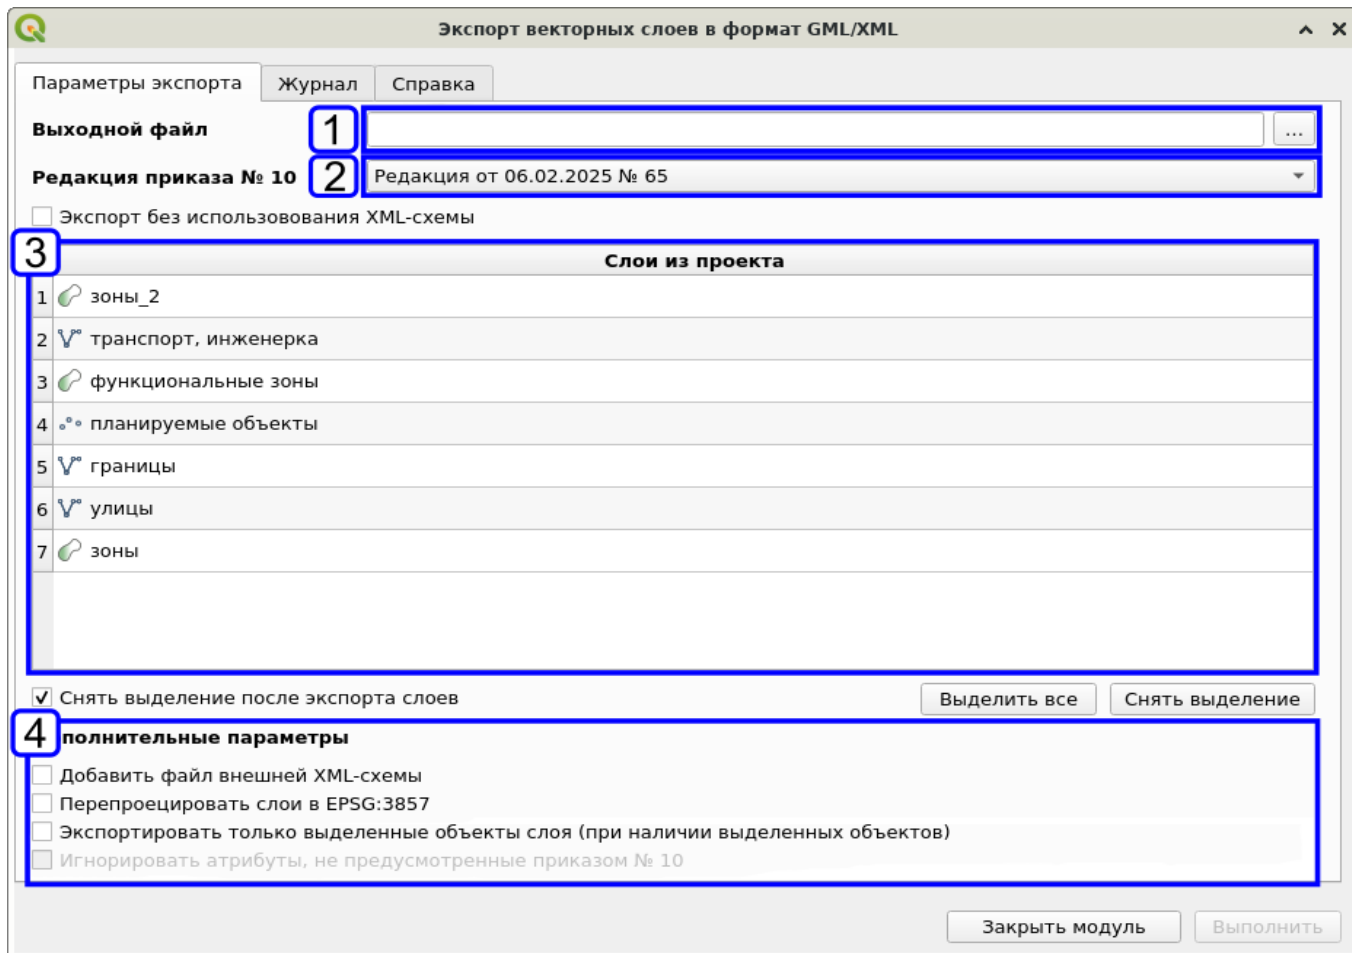 Экспорт векторных слоев в формат GML/XML
Параметры экспорта Журнал Справка
Выходной файл 1 ...
Редакция приказа № 10 2 Редакция от 06.02.2025 № 65
Экспорт без использовования XML-схемы
3
Слои из проекта
1 зоны_2
2 транспорт, инженерка
3 функциональные зоны
4 планируемые объекты
5 границы
6 улицы
7 зоны
Снять выделение после экспорта слоев Выделить все Снять выделение
4 полнительные параметры
Добавить файл внешней XML-схемы
Перепроецировать слои в EPSG:3857
Экспортировать только выделенные объекты слоя (при наличии выделенных объектов)
Игнорировать атрибуты, не предусмотренные приказом № 10
Закрыть модуль Выполнить